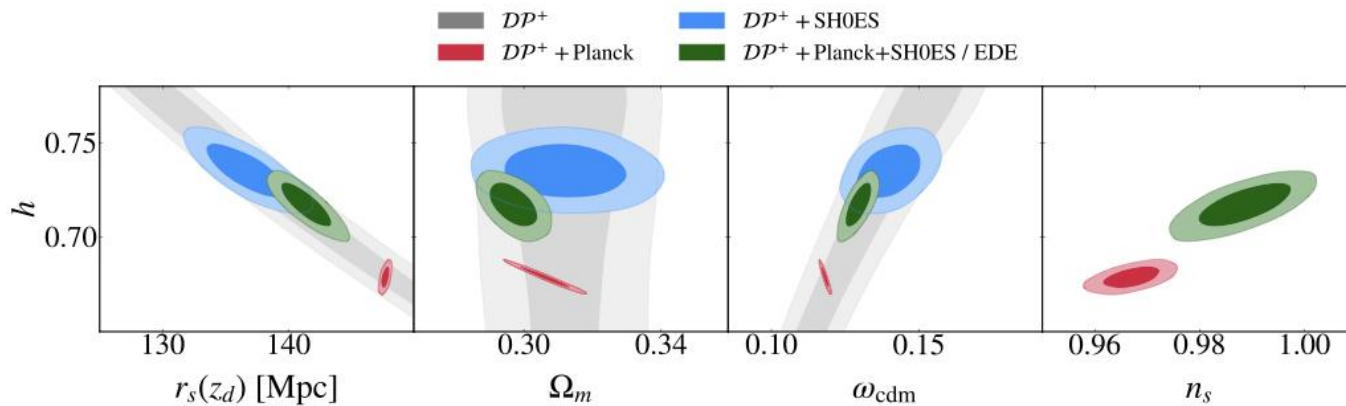 𝒟𝒫⁺ 𝒟𝒫⁺ + SH0ES
𝒟𝒫⁺ + Planck 𝒟𝒫⁺ + Planck+SH0ES / EDE
h
0.75
0.70
130 140 0.30 0.34 0.10 0.15 0.96 0.98 1.00
r_s(z_d) [Mpc] Ω_m ω_cdm n_s